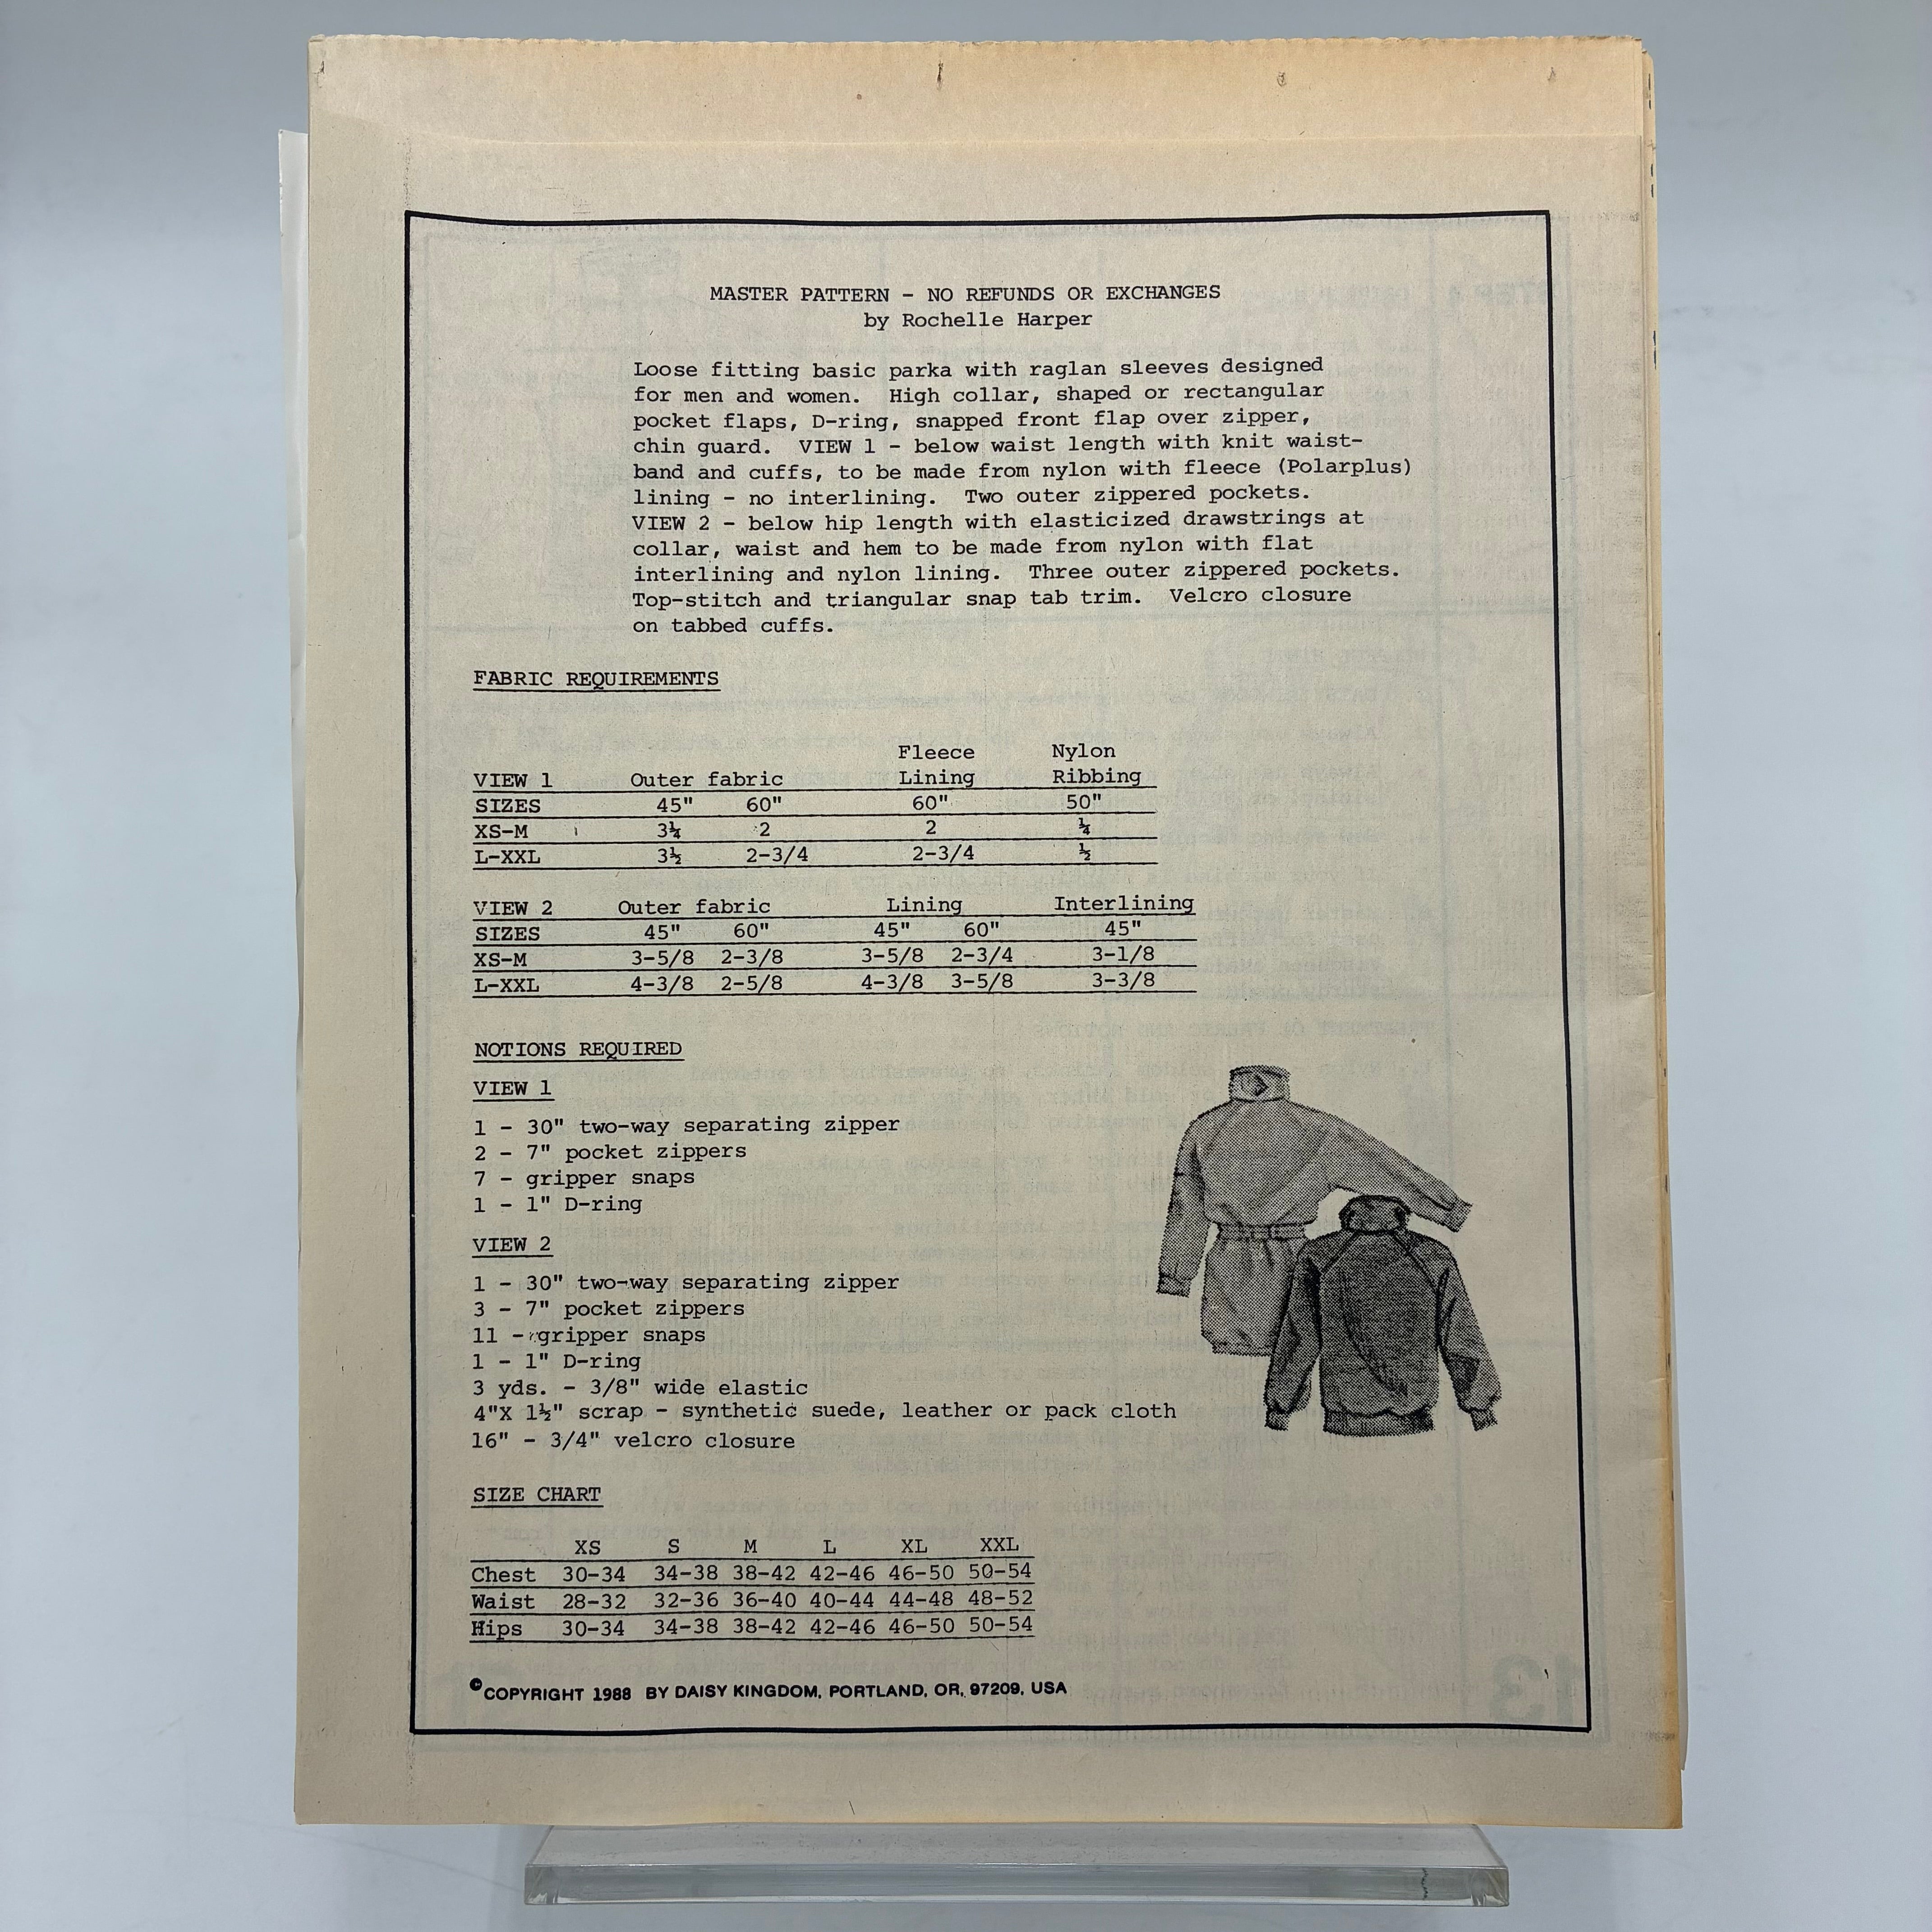 MASTER PATTERN - NO REFUNDS OR EXCHANGES
by Rochelle Harper
Loose fitting basic parka with raglan sleeves designed
for men and women. High collar, shaped or rectangular
pocket flaps, D-ring, snapped front flap over zipper,
chin guard. VIEW 1 - below waist length with knit waist-
band and cuffs, to be made from nylon with fleece (Polarplus)
lining - no interlining. Two outer zippered pockets.
VIEW 2 - below hip length with elasticized drawstrings at
collar, waist and hem to be made from nylon with flat
interlining and nylon lining. Three outer zippered pockets.
Top-stitch and triangular snap tab trim. Velcro closure
on tabbed cuffs.
FABRIC REQUIREMENTS
Fleece Nylon
VIEW 1 Outer fabric Lining Ribbing
SIZES 45" 60" 60" 50"
XS-M 3¼ 2 2 ¼
L-XXL 3½ 2-3/4 2-3/4 ½
VIEW 2 Outer fabric Lining Interlining
SIZES 45" 60" 45" 60" 45"
XS-M 3-5/8 2-3/8 3-5/8 2-3/4 3-1/8
L-XXL 4-3/8 2-5/8 4-3/8 3-5/8 3-3/8
NOTIONS REQUIRED
VIEW 1
1 - 30" two-way separating zipper
2 - 7" pocket zippers
7 - gripper snaps
1 - 1" D-ring
VIEW 2
1 - 30" two-way separating zipper
3 - 7" pocket zippers
11 - gripper snaps
1 - 1" D-ring
3 yds. - 3/8" wide elastic
4"X 1½" scrap - synthetic suede, leather or pack cloth
16" - 3/4" velcro closure
SIZE CHART
XS S M L XL XXL
Chest 30-34 34-38 38-42 42-46 46-50 50-54
Waist 28-32 32-36 36-40 40-44 44-48 48-52
Hips 30-34 34-38 38-42 42-46 46-50 50-54
©COPYRIGHT 1988 BY DAISY KINGDOM, PORTLAND, OR, 97209, USA